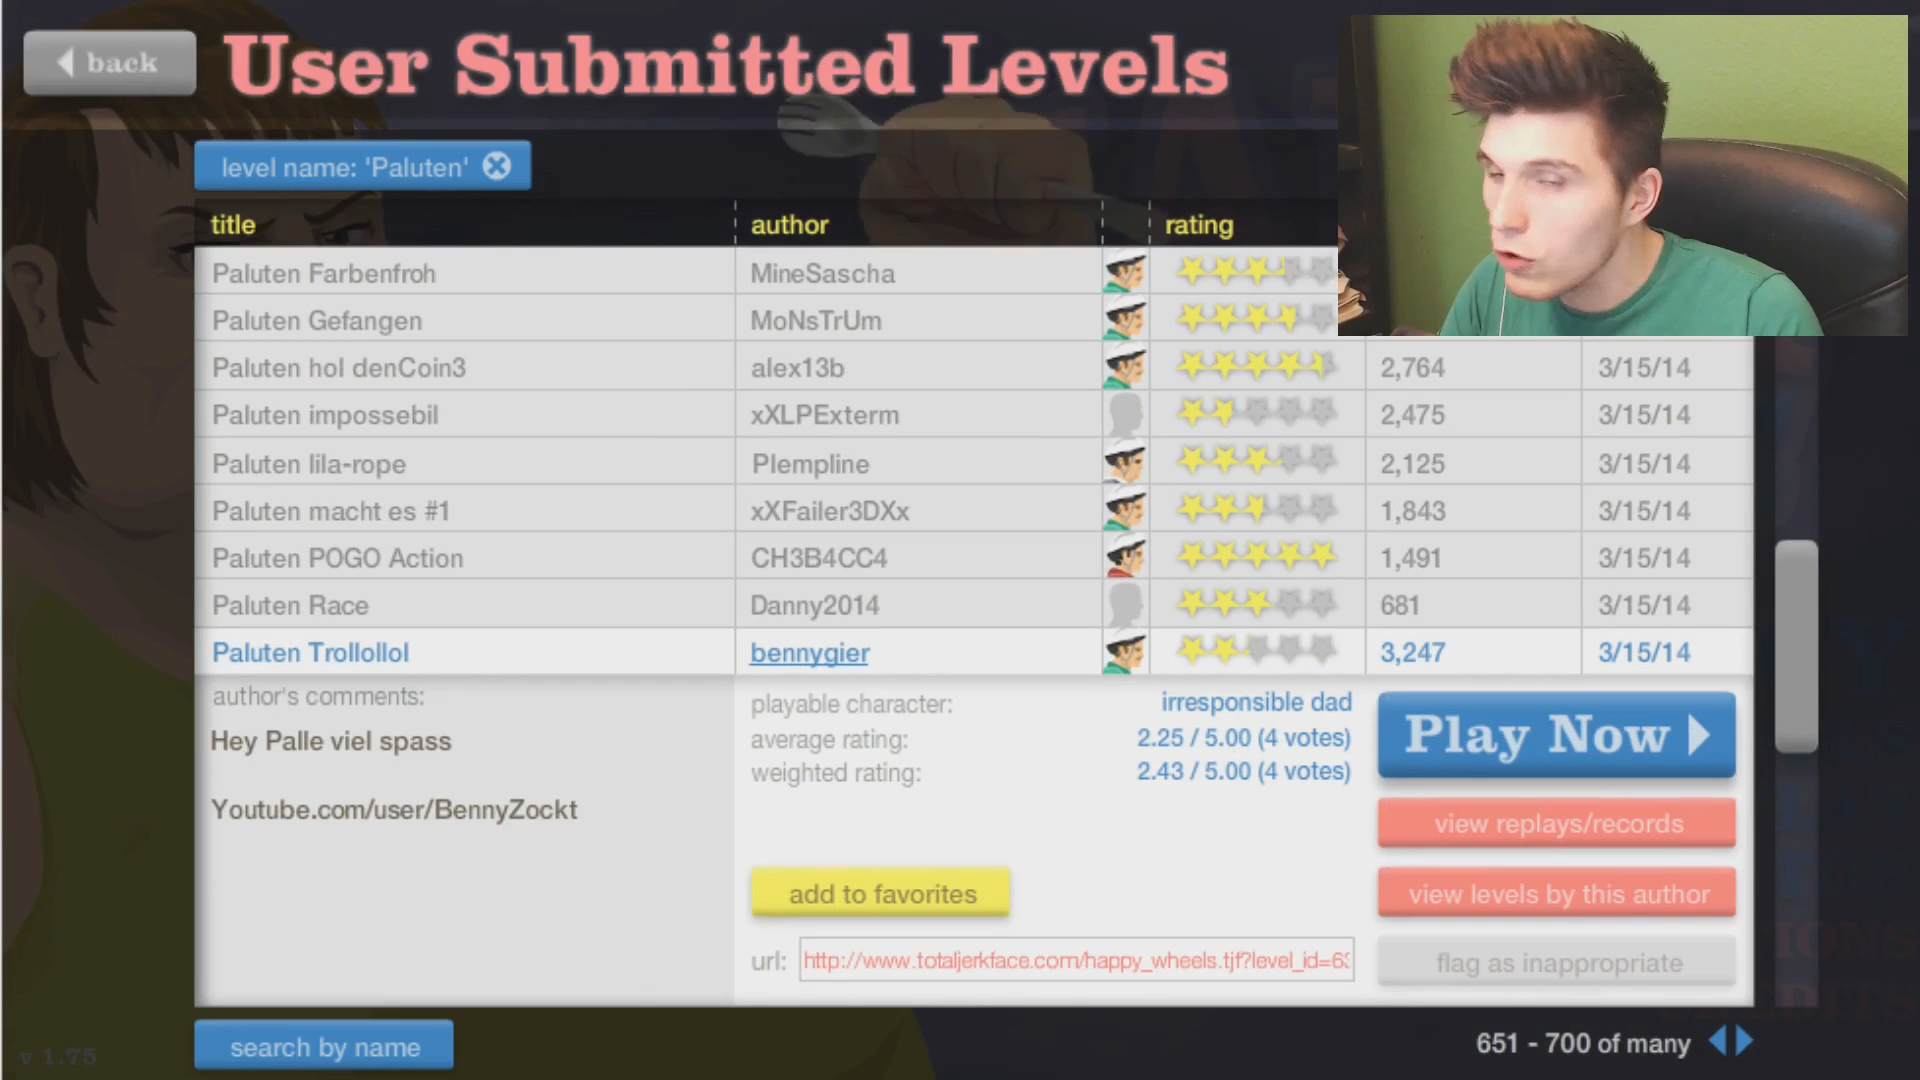 back
User Submitted Levels
level name: 'Paluten'
title author rating
Paluten Farbenfroh MineSascha
Paluten Gefangen MoNsTrUm
Paluten hol denCoin3 alex13b 2,764 3/15/14
Paluten impossebil xXLPExterm 2,475 3/15/14
Paluten lila-rope Plempline 2,125 3/15/14
Paluten macht es #1 xXFailer3DXx 1,843 3/15/14
Paluten POGO Action CH3B4CC4 1,491 3/15/14
Paluten Race Danny2014 681 3/15/14
Paluten Trollollol bennygier 3,247 3/15/14
author's comments:
Hey Palle viel spass
Youtube.com/user/BennyZockt
playable character: irresponsible dad
average rating: 2.25 / 5.00 (4 votes)
weighted rating: 2.43 / 5.00 (4 votes)
add to favorites
url: http://www.totaljerkface.com/happy_wheels.tjf?level_id=63
Play Now
view replays/records
view levels by this author
flag as inappropriate
search by name
651 - 700 of many
v 1.75